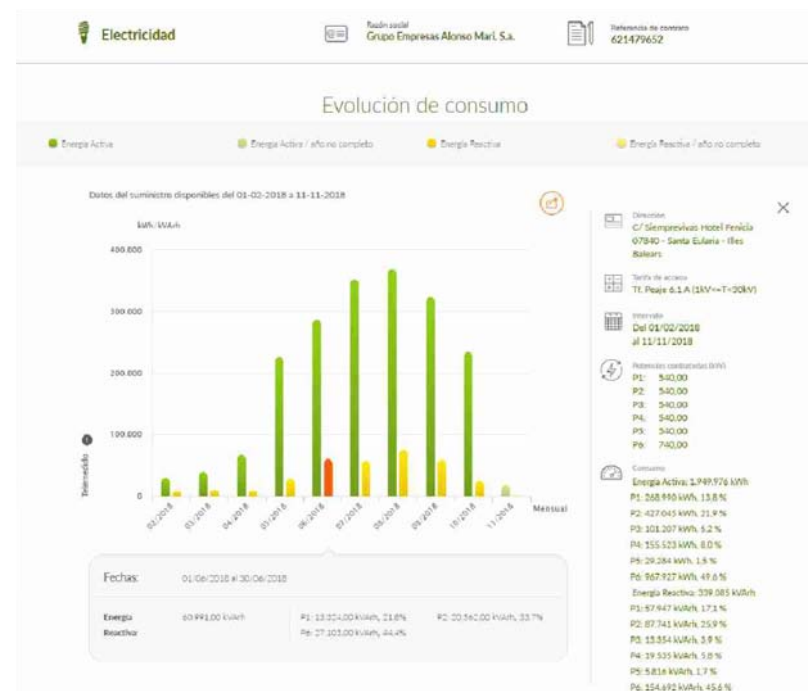 Electricidad
Razón social
Grupo Empresas Alonso Mari, S.a.
Referencia de contrato
621479652
Evolución de consumo
Energía Activa
Energía Activa / año no completo
Energía Reactiva
Energía Reactiva / año no completo
Datos del suministro disponibles del 01-02-2018 a 11-11-2018
kWh/kVArh
400.000
300.000
200.000
100.000
0
Telemedido
02/2018
03/2018
04/2018
05/2018
06/2018
07/2018
08/2018
09/2018
10/2018
11/2018
Mensual
Fechas:
01/06/2018 al 30/06/2018
Energía
Reactiva:
60.991,00 kVArh
P1: 13.324,00 kVArh, 21,8%
P2: 20.562,00 kVArh, 33,7%
P6: 27.103,00 kVArh, 44,4%
Dirección
C/ Siemprevivas Hotel Fenicia
07840 - Santa Eularia - Illes
Balears
Tarifa de acceso
Tf. Peaje 6.1 A (1kV<=T<30kV)
Intervalo
Del 01/02/2018
al 11/11/2018
Potencias contratadas (kW)
P1: 540,00
P2: 540,00
P3: 540,00
P4: 540,00
P5: 540,00
P6: 740,00
Consumo
Energía Activa: 1.949.976 kWh
P1: 268.990 kWh, 13,8 %
P2: 427.045 kWh, 21,9 %
P3: 101.207 kWh, 5,2 %
P4: 155.523 kWh, 8,0 %
P5: 29.284 kWh, 1,5 %
P6: 967.927 kWh, 49,6 %
Energía Reactiva: 339.085 kVArh
P1: 57.947 kVArh, 17,1 %
P2: 87.741 kVArh, 25,9 %
P3: 13.354 kVArh, 3,9 %
P4: 19.535 kVArh, 5,8 %
P5: 5.816 kVArh, 1,7 %
P6: 154.692 kVArh, 45,6 %